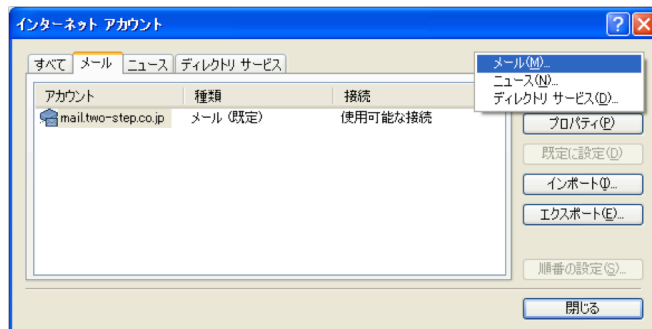 インターネット アカウント
すべて メール ニュース ディレクトリ サービス
メール(M)...
ニュース(N)...
ディレクトリ サービス(D)...
アカウント 種類 接続
mail.two-step.co.jp メール (既定) 使用可能な接続
プロパティ(P)
既定に設定(D)
インポート(I)...
エクスポート(E)...
順番の設定(S)...
閉じる